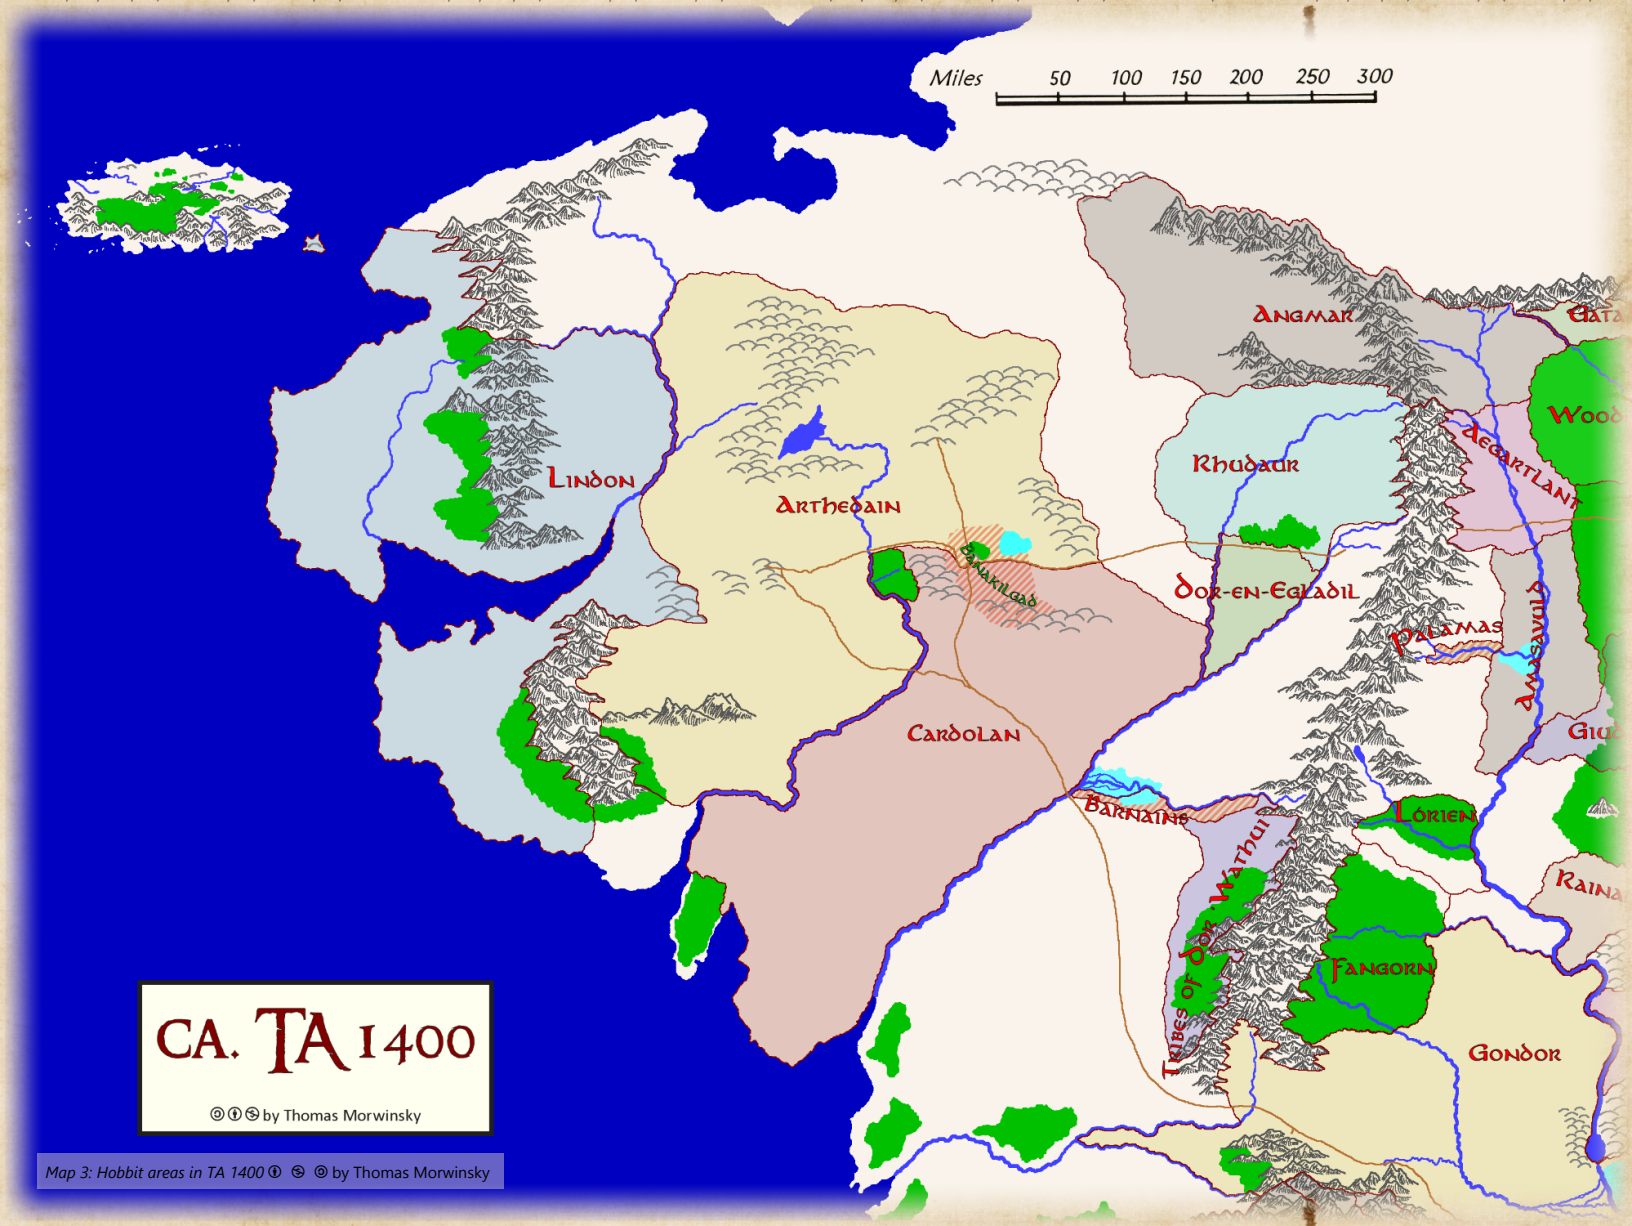 Miles 50 100 150 200 250 300
Angmar
Lindon
Arthedain
Rhudaur
Aegartlant
Banakilgad
Dor-en-Egladil
Palamas
Amasavuld
Cardolan
Barnains
Lórien
Tribes of Dor Wathui
Fangorn
Gondor
ca. TA 1400
by Thomas Morwinsky
Map 3: Hobbit areas in TA 1400 by Thomas Morwinsky